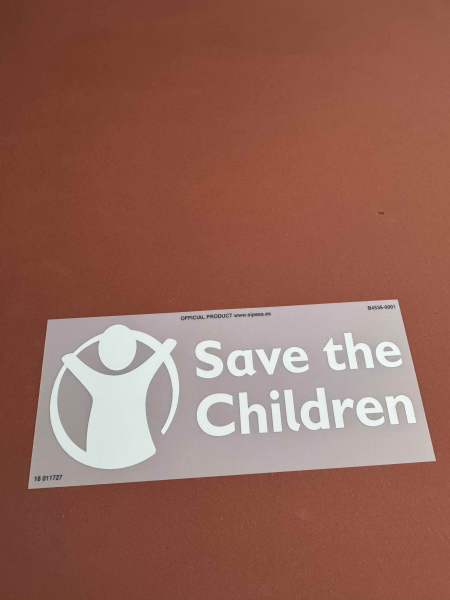 OFFICIAL PRODUCT www.sipesa.es
B4536-0001
Save the
Children
18 011727